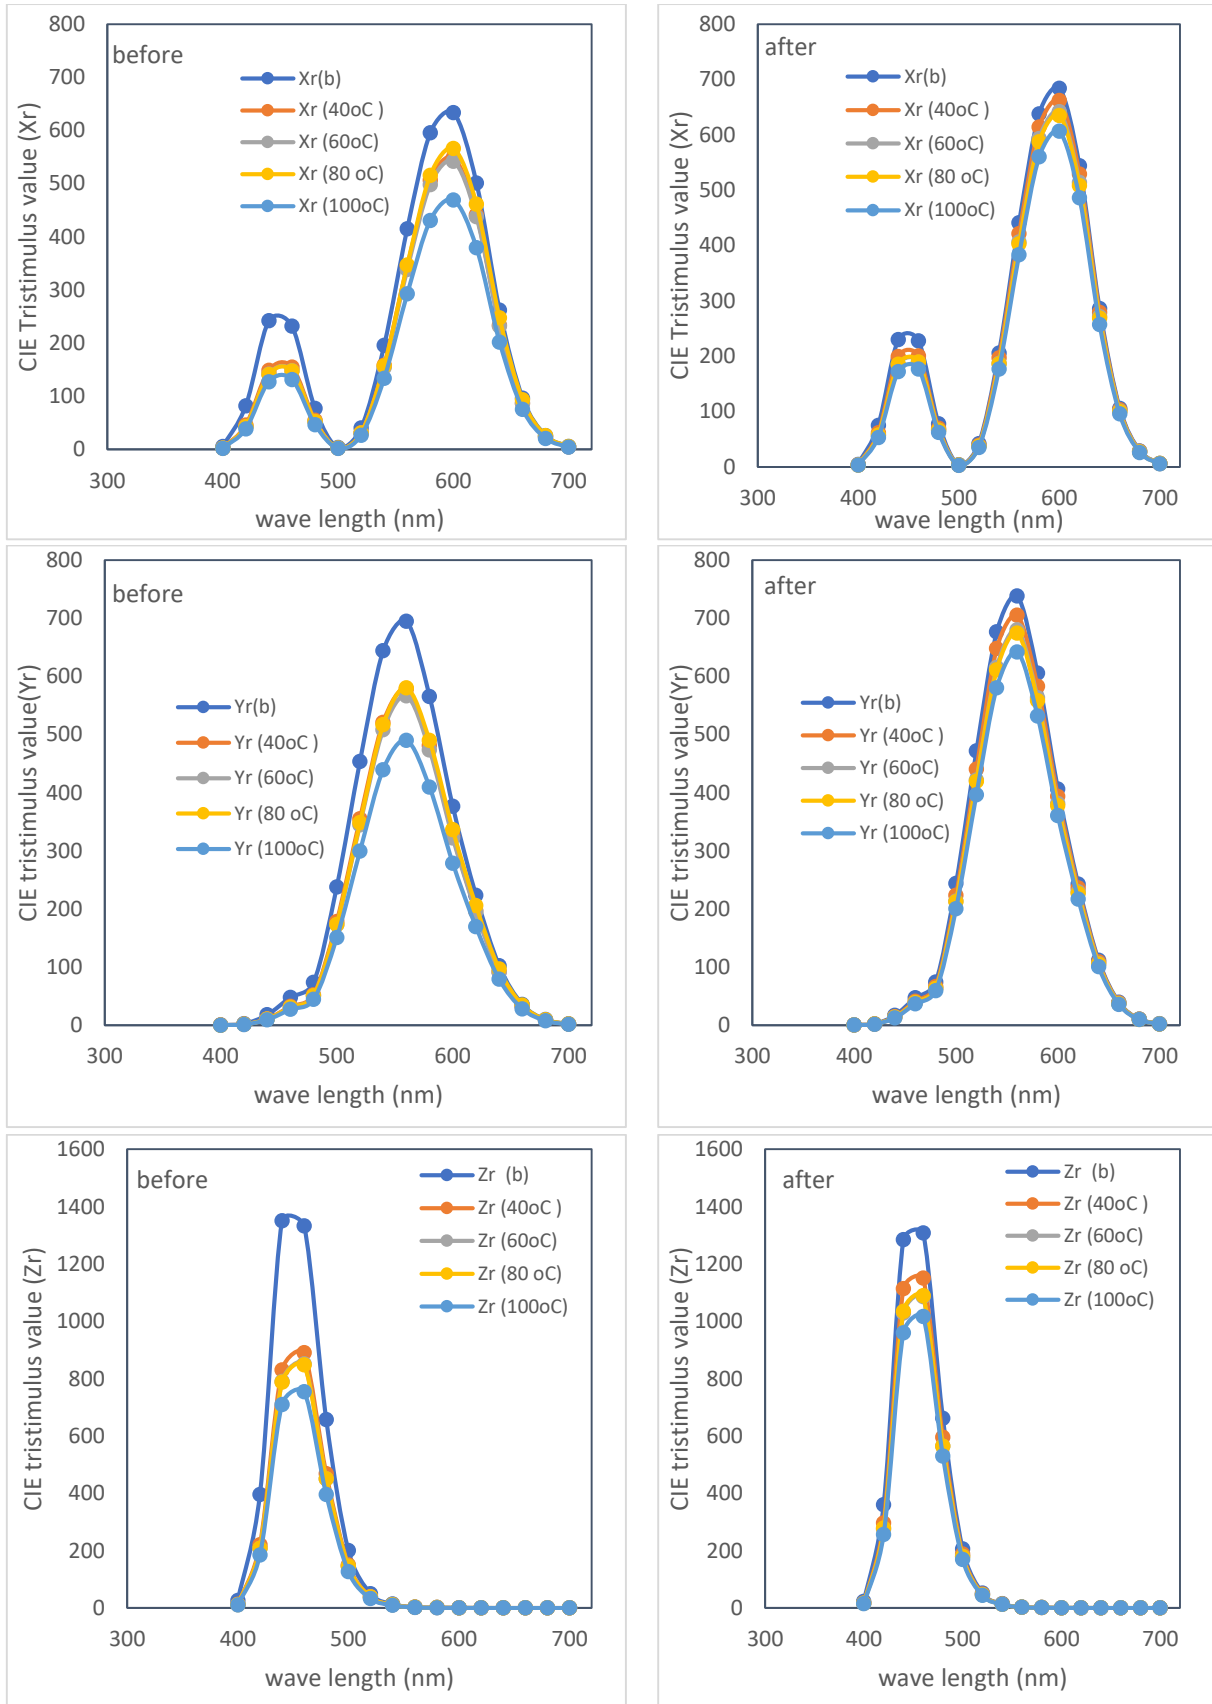 before
CIE Tristimulus value (Xr)
800
700
600
500
400
300
200
100
0
Xr(b)
Xr (40oC )
Xr (60oC)
Xr (80 oC)
Xr (100oC)
300 400 500 600 700
wave length (nm)
after
CIE Tristimulus value (Xr)
800
700
600
500
400
300
200
100
0
Xr(b)
Xr (40oC )
Xr (60oC)
Xr (80 oC)
Xr (100oC)
300 400 500 600 700
wave length (nm)
before
CIE tristimulus value(Yr)
800
700
600
500
400
300
200
100
0
Yr(b)
Yr (40oC )
Yr (60oC)
Yr (80 oC)
Yr (100oC)
300 400 500 600 700
wave length (nm)
after
CIE tristimulus value(Yr)
800
700
600
500
400
300
200
100
0
Yr(b)
Yr (40oC )
Yr (60oC)
Yr (80 oC)
Yr (100oC)
300 400 500 600 700
wave length (nm)
before
CIE tristimulus value (Zr)
1600
1400
1200
1000
800
600
400
200
0
Zr (b)
Zr (40oC )
Zr (60oC)
Zr (80 oC)
Zr (100oC)
300 400 500 600 700
wave length (nm)
after
CIE tristimulus value (Zr)
1600
1400
1200
1000
800
600
400
200
0
Zr (b)
Zr (40oC )
Zr (60oC)
Zr (80 oC)
Zr (100oC)
300 400 500 600 700
wave length (nm)